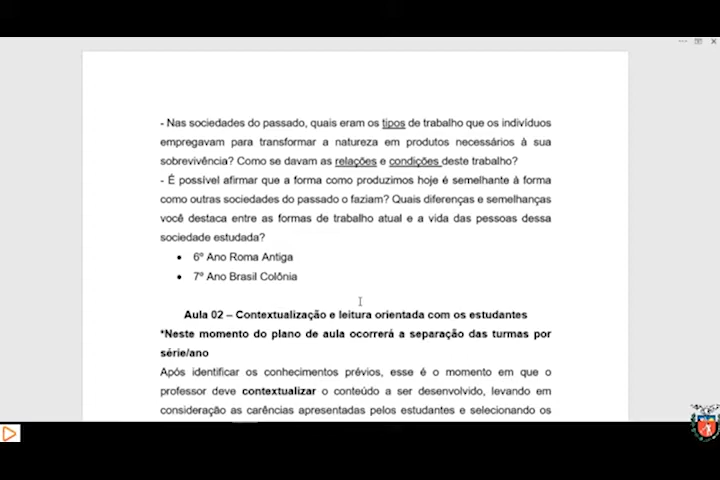 - Nas sociedades do passado, quais eram os tipos de trabalho que os indivíduos
empregavam para transformar a natureza em produtos necessários à sua
sobrevivência? Como se davam as relações e condições deste trabalho?
- É possível afirmar que a forma como produzimos hoje é semelhante à forma
como outras sociedades do passado o faziam? Quais diferenças e semelhanças
você destaca entre as formas de trabalho atual e a vida das pessoas dessa
sociedade estudada?
• 6º Ano Roma Antiga
• 7º Ano Brasil Colônia
Aula 02 – Contextualização e leitura orientada com os estudantes
*Neste momento do plano de aula ocorrerá a separação das turmas por
série/ano
Após identificar os conhecimentos prévios, esse é o momento em que o
professor deve contextualizar o conteúdo a ser desenvolvido, levando em
consideração as carências apresentadas pelos estudantes e selecionando os